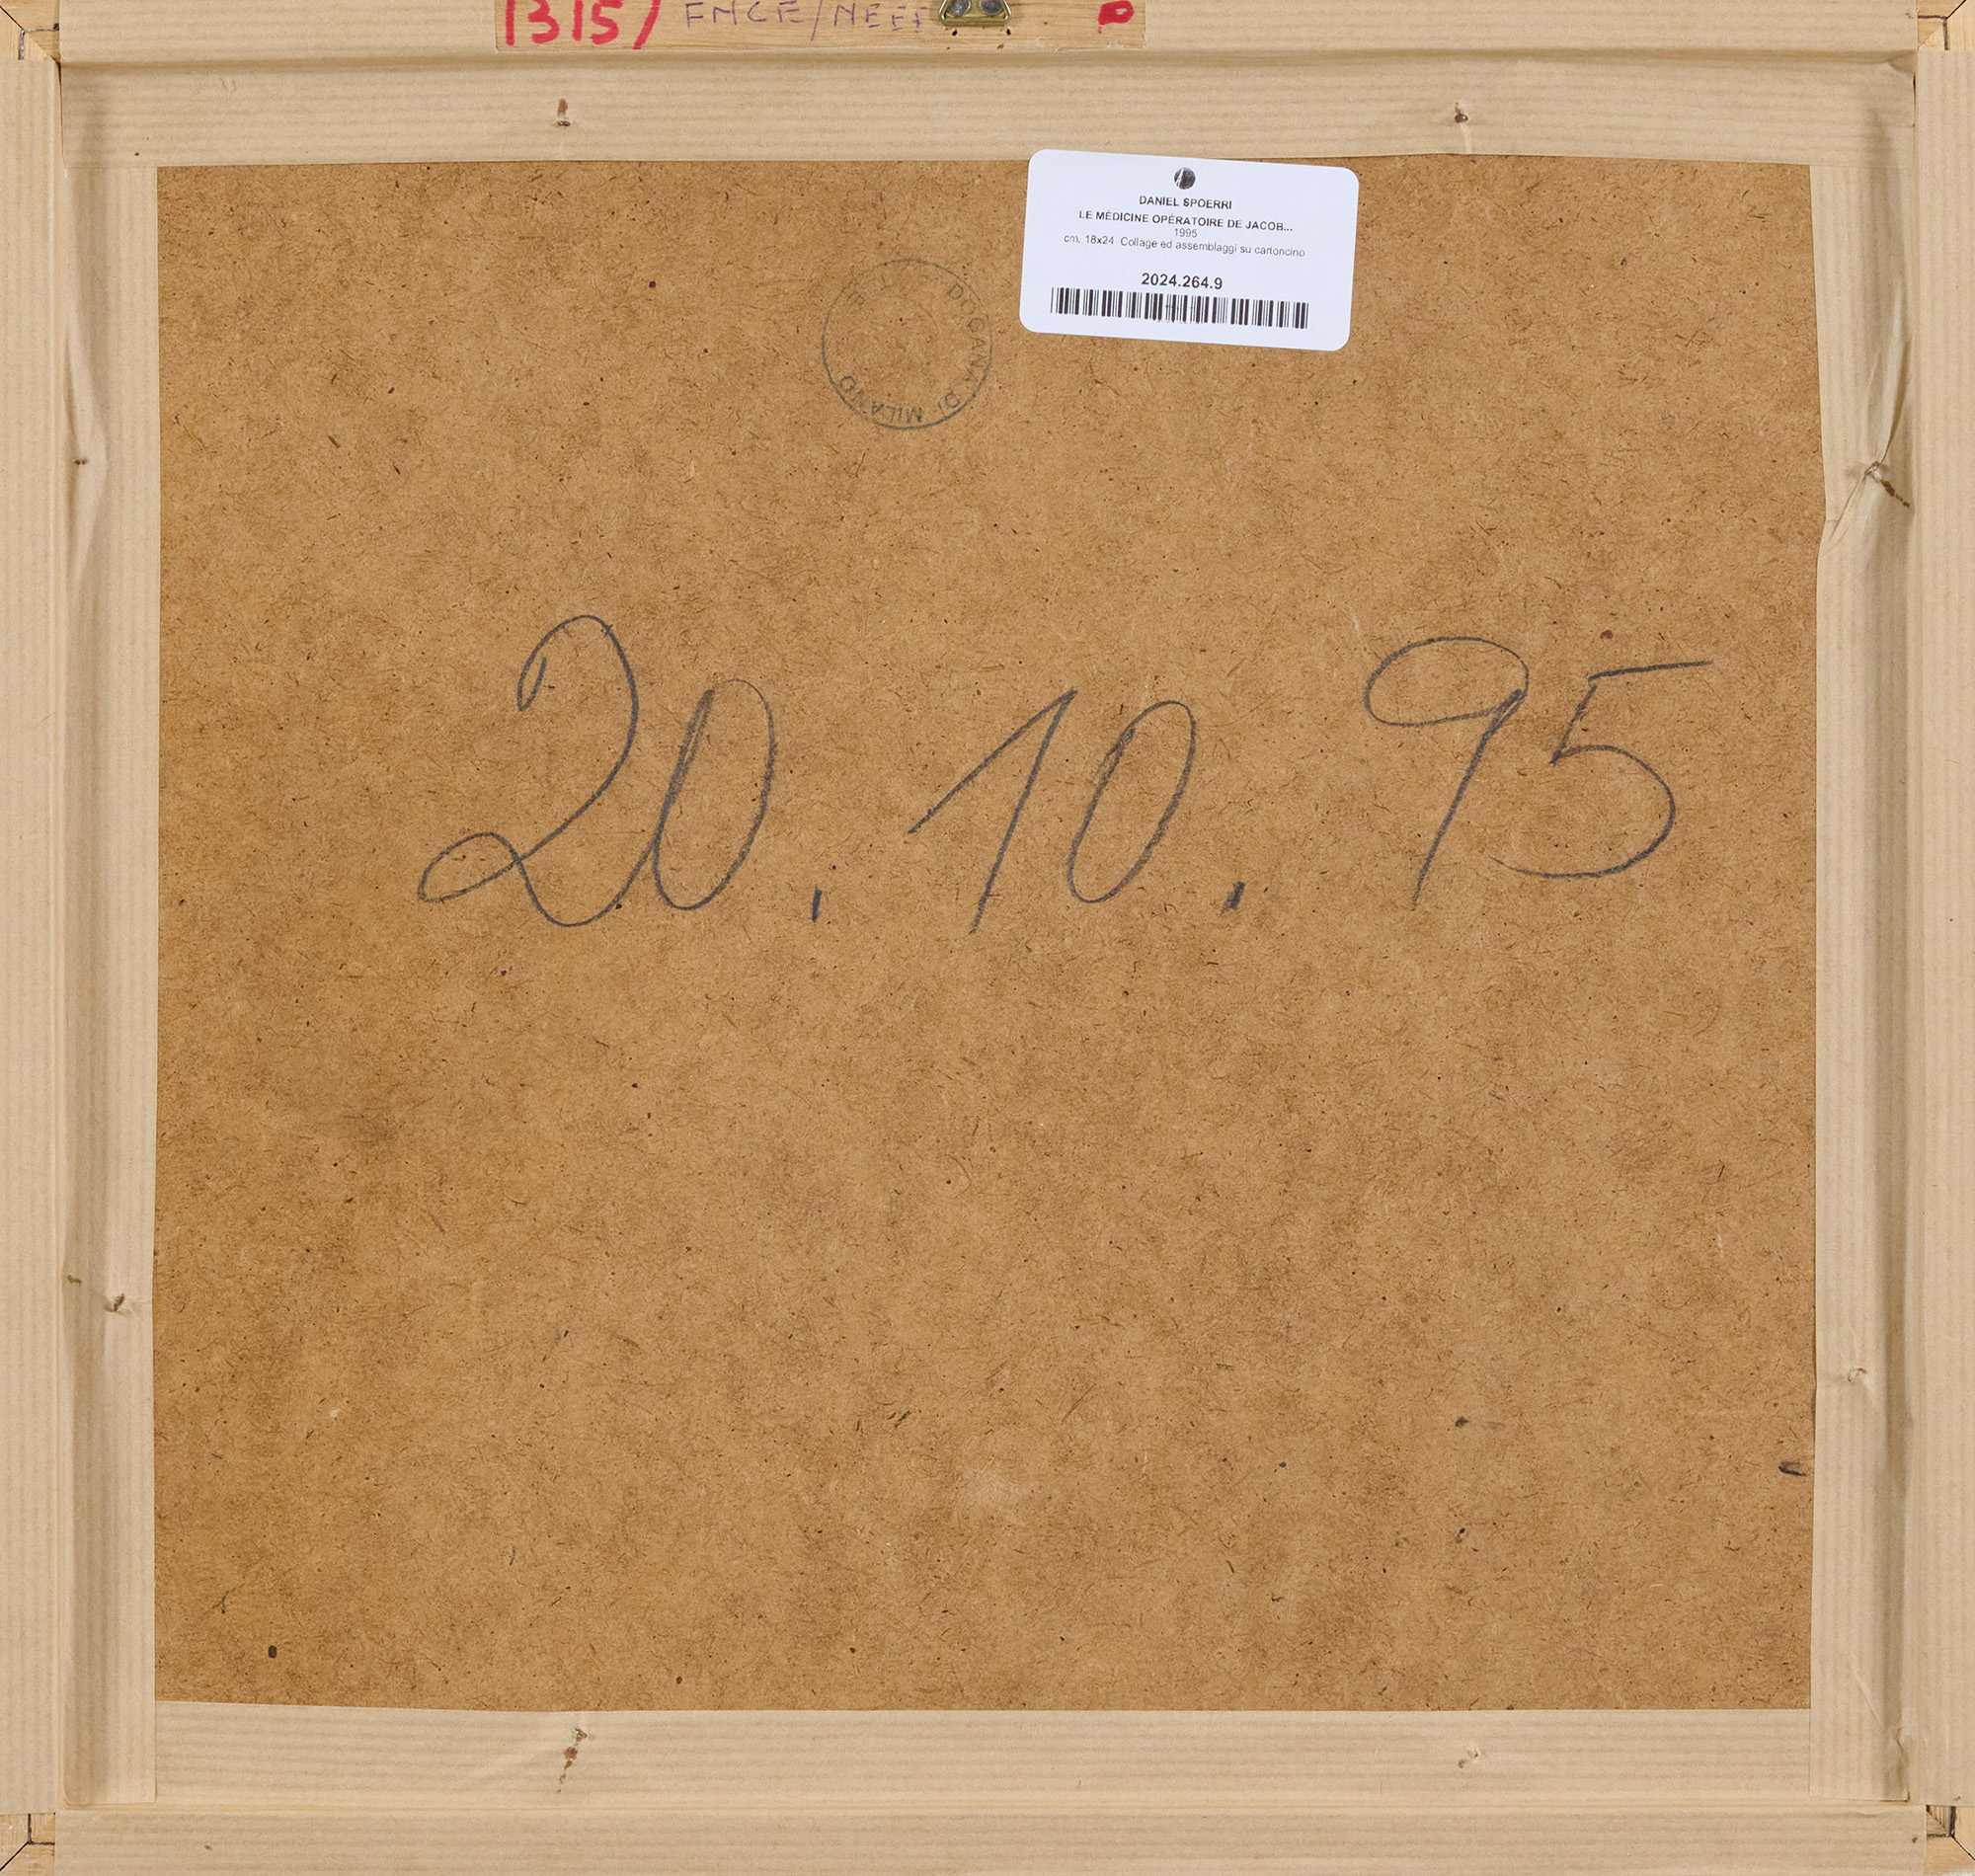 1315/
DANIEL SPOERRI
LE MÉDICINE OPÉRATOIRE DE JACOB...
1995
cm. 18x24 Collage ed assemblaggi su cartoncino
2024.264.9
DOGANA DI MILANO
20.10.95